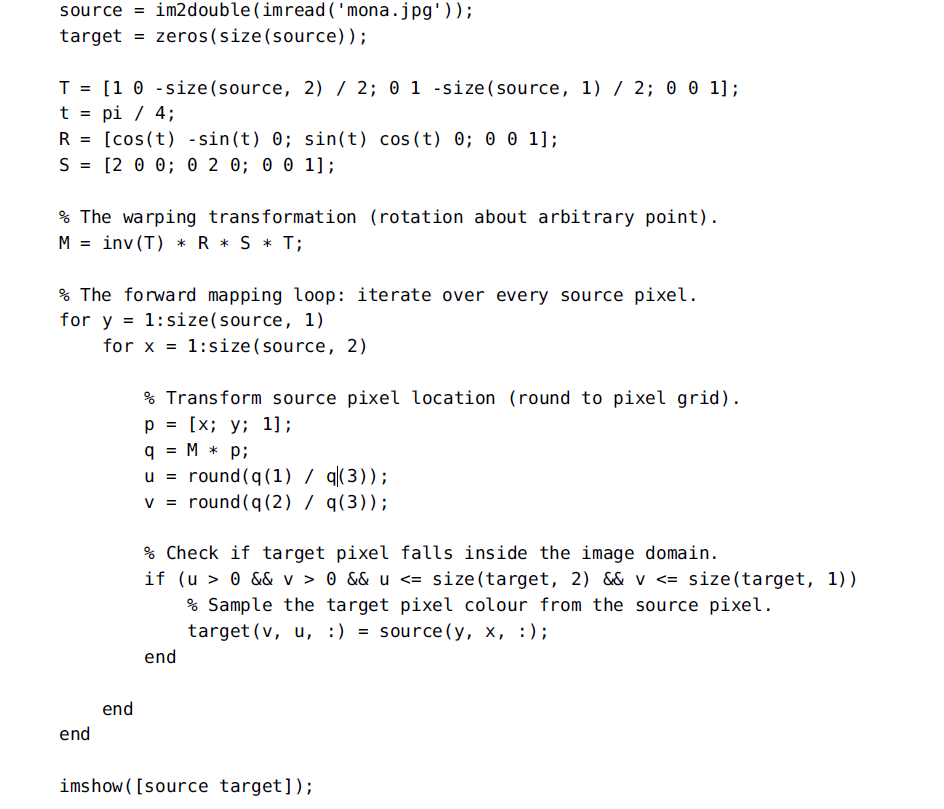 source = im2double(imread('mona.jpg'));
target = zeros(size(source));
T = [1 0 -size(source, 2) / 2; 0 1 -size(source, 1) / 2; 0 0 1];
t = pi / 4;
R = [cos(t) -sin(t) 0; sin(t) cos(t) 0; 0 0 1];
S = [2 0 0; 0 2 0; 0 0 1];
% The warping transformation (rotation about arbitrary point).
M = inv(T) * R * S * T;
% The forward mapping loop: iterate over every source pixel.
for y = 1:size(source, 1)
    for x = 1:size(source, 2)
        % Transform source pixel location (round to pixel grid).
        p = [x; y; 1];
        q = M * p;
        u = round(q(1) / q(3));
        v = round(q(2) / q(3));
        % Check if target pixel falls inside the image domain.
        if (u > 0 && v > 0 && u <= size(target, 2) && v <= size(target, 1))
            % Sample the target pixel colour from the source pixel.
            target(v, u, :) = source(y, x, :);
        end
    end
end
imshow([source target]);